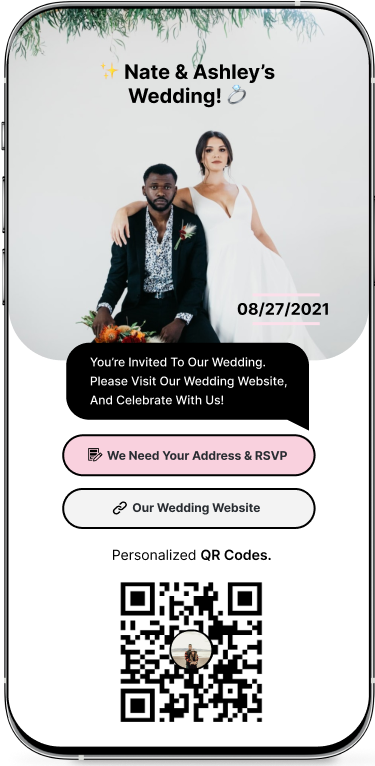 ✨ Nate & Ashley’s
Wedding! 💍
08/27/2021
You’re Invited To Our Wedding.
Please Visit Our Wedding Website,
And Celebrate With Us!
We Need Your Address & RSVP
Our Wedding Website
Personalized QR Codes.